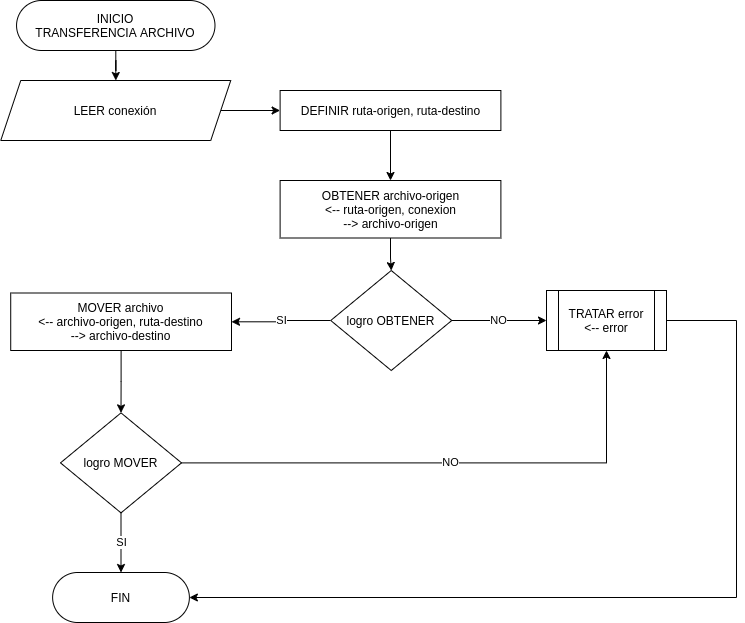 INICIO
TRANSFERENCIA ARCHIVO
LEER conexión
DEFINIR ruta-origen, ruta-destino
OBTENER archivo-origen
<-- ruta-origen, conexion
--> archivo-origen
MOVER archivo
<-- archivo-origen, ruta-destino
--> archivo-destino
SI
logro OBTENER
NO
TRATAR error
<-- error
logro MOVER
NO
SI
FIN